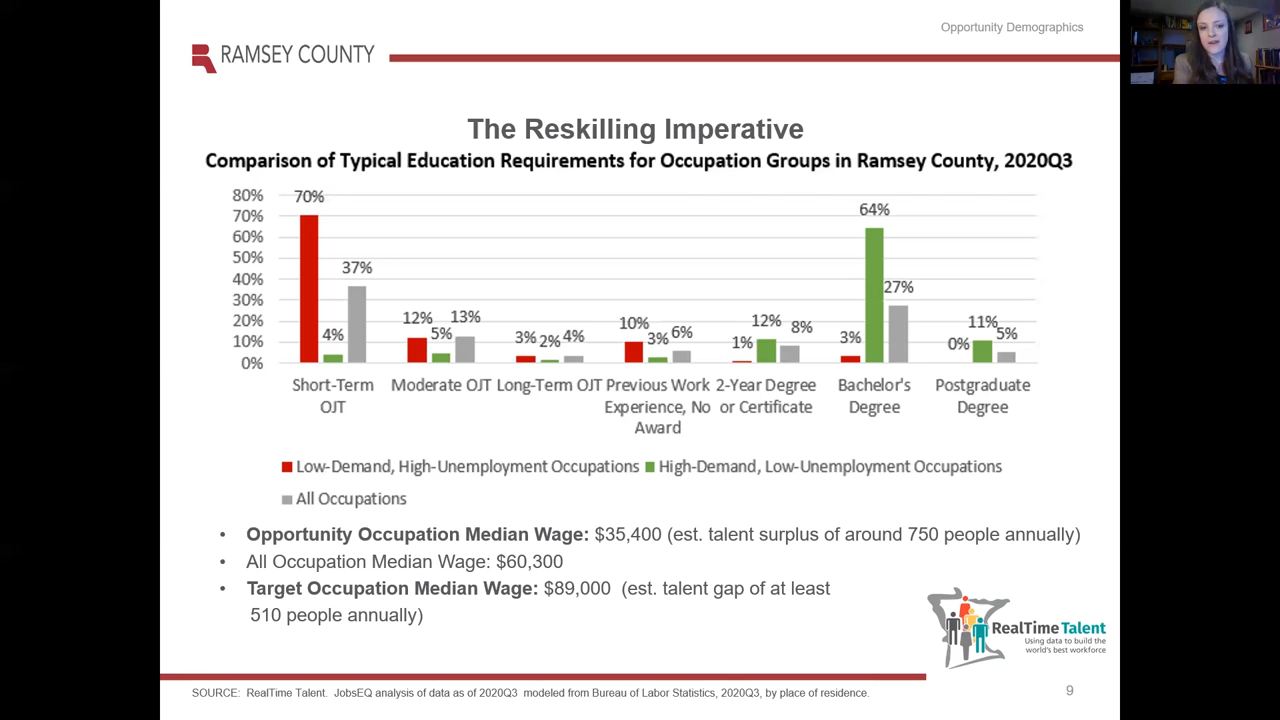 Opportunity Demographics
RAMSEY COUNTY
The Reskilling Imperative
Comparison of Typical Education Requirements for Occupation Groups in Ramsey County, 2020Q3
80%
70%
60%
50%
40%
30%
20%
10%
0%
70%
4%
37%
12%
5%
13%
3%
2%
4%
10%
3%
6%
1%
12%
8%
3%
64%
27%
0%
11%
5%
Short-Term
OJT
Moderate OJT
Long-Term OJT
Previous Work
Experience, No
Award
2-Year Degree
or Certificate
Bachelor's
Degree
Postgraduate
Degree
Low-Demand, High-Unemployment Occupations
High-Demand, Low-Unemployment Occupations
All Occupations
• Opportunity Occupation Median Wage: $35,400 (est. talent surplus of around 750 people annually)
• All Occupation Median Wage: $60,300
• Target Occupation Median Wage: $89,000 (est. talent gap of at least
510 people annually)
RealTime Talent
Using data to build the
world's best workforce
SOURCE: RealTime Talent. JobsEQ analysis of data as of 2020Q3 modeled from Bureau of Labor Statistics, 2020Q3, by place of residence.
9